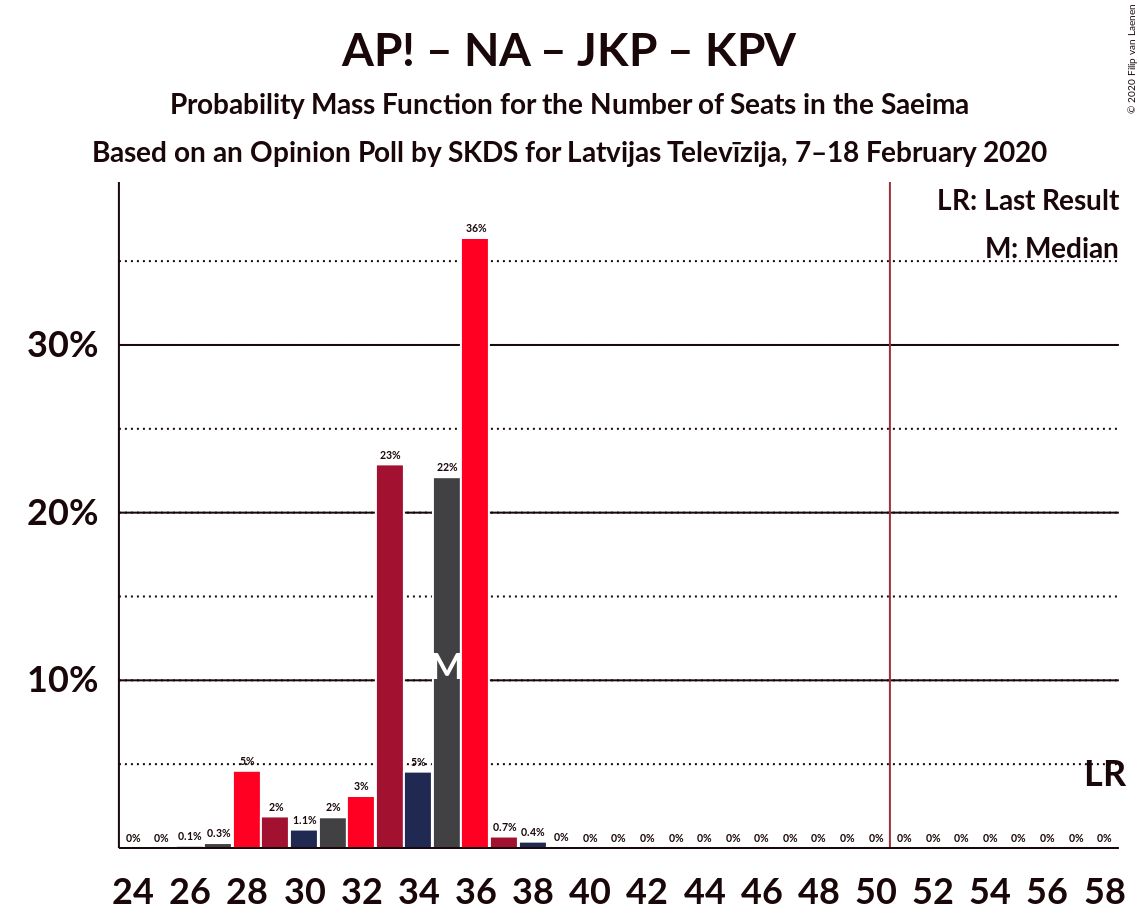 AP! – NA – JKP – KPV
Probability Mass Function for the Number of Seats in the Saeima
Based on an Opinion Poll by SKDS for Latvijas Televīzija, 7–18 February 2020
© 2020 Filip van Laenen
LR: Last Result
M: Median
30%
20%
10%
0% 0% 0.1% 0.3% 5% 2% 1.1% 2% 3% 23% 5% 22% 36% 0.7% 0.4% 0% 0% 0% 0% 0% 0% 0% 0% 0% 0% 0% 0% 0% 0% 0% 0% 0% 0% 0% 0%
M
LR
24 26 28 30 32 34 36 38 40 42 44 46 48 50 52 54 56 58